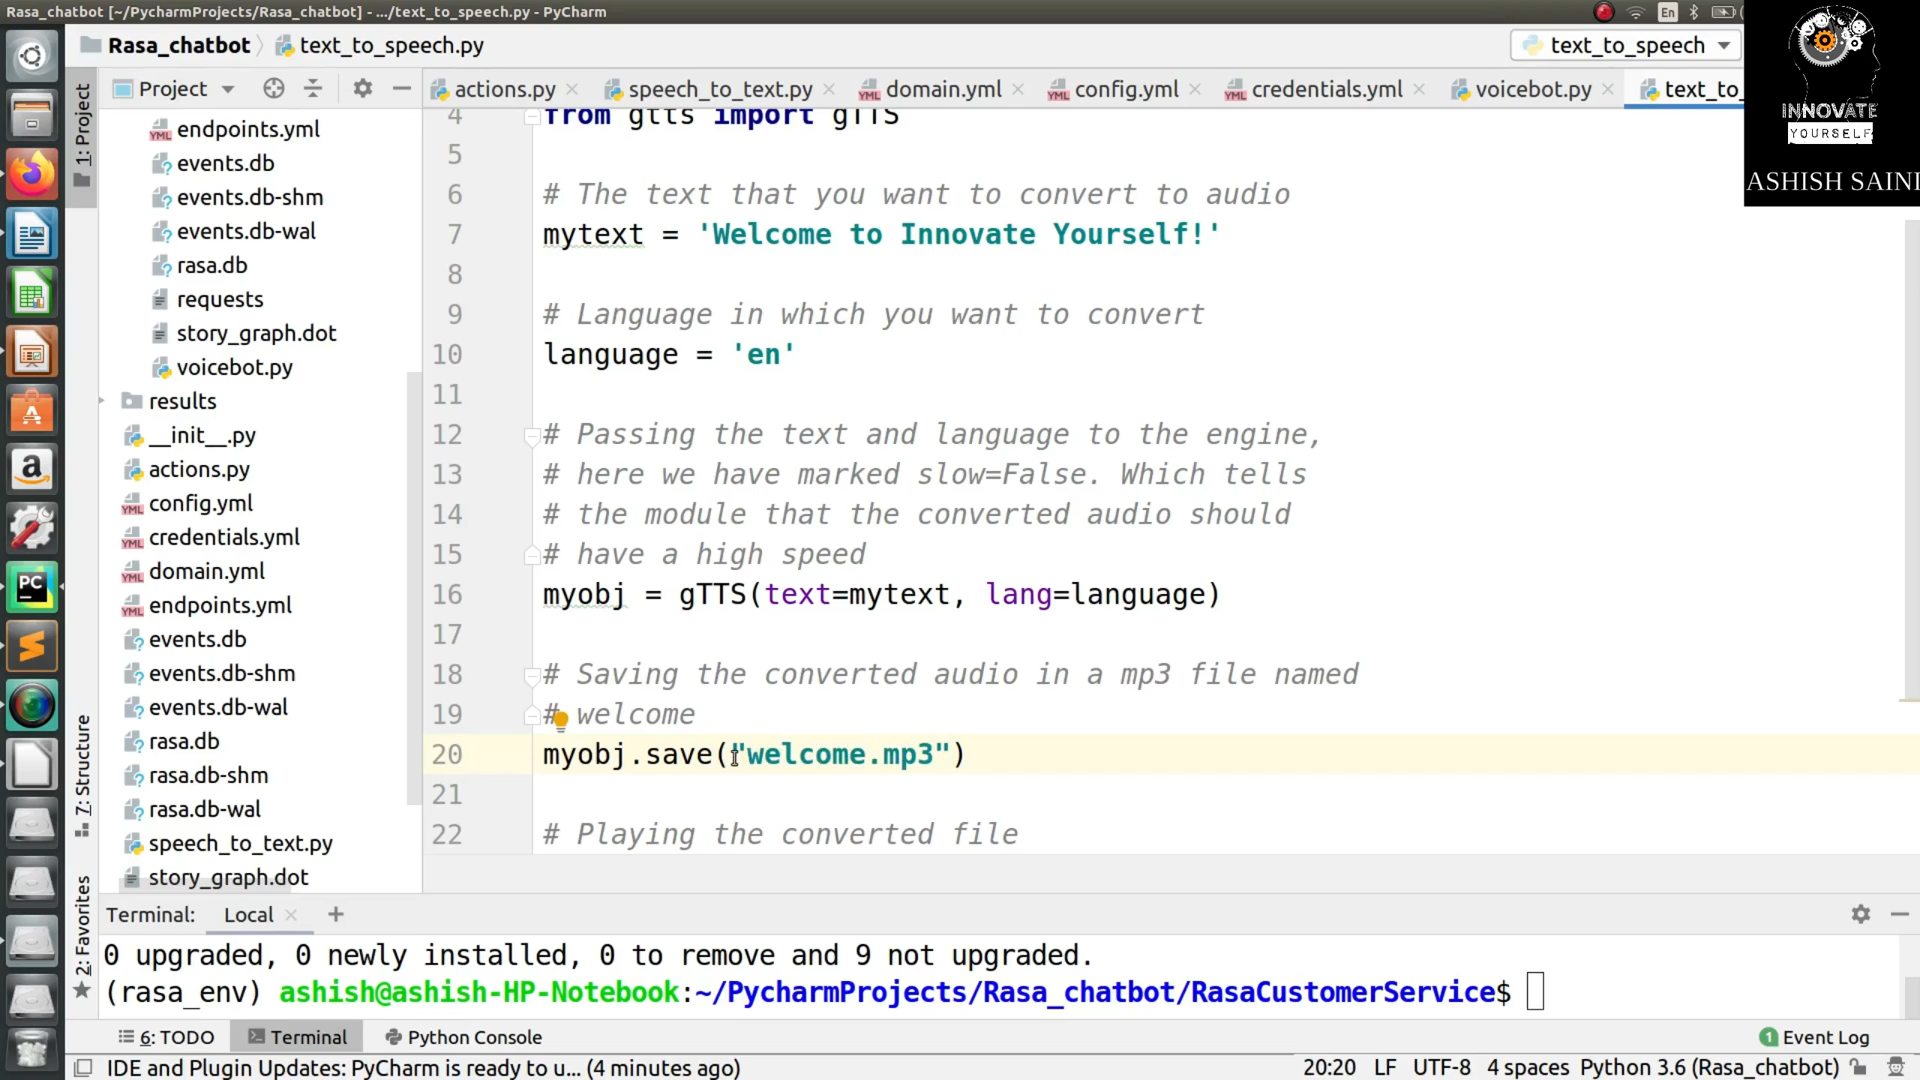 Rasa_chatbot [~/PycharmProjects/Rasa_chatbot] - .../text_to_speech.py - PyCharm
En
Rasa_chatbot
text_to_speech.py
text_to_speech
INNOVATE
YOURSELF
ASHISH SAINI
1: Project
Project
actions.py
speech_to_text.py
domain.yml
config.yml
credentials.yml
voicebot.py
text_to_
endpoints.yml
events.db
events.db-shm
events.db-wal
rasa.db
requests
story_graph.dot
voicebot.py
results
__init__.py
actions.py
config.yml
credentials.yml
domain.yml
endpoints.yml
events.db
events.db-shm
events.db-wal
rasa.db
rasa.db-shm
rasa.db-wal
speech_to_text.py
story_graph.dot
4 from gtts import gTTS
5
6 # The text that you want to convert to audio
7 mytext = 'Welcome to Innovate Yourself!'
8
9 # Language in which you want to convert
10 language = 'en'
11
12 # Passing the text and language to the engine,
13 # here we have marked slow=False. Which tells
14 # the module that the converted audio should
15 # have a high speed
16 myobj = gTTS(text=mytext, lang=language)
17
18 # Saving the converted audio in a mp3 file named
19 # welcome
20 myobj.save("welcome.mp3")
21
22 # Playing the converted file
7: Structure
2: Favorites
PC
Terminal: Local
0 upgraded, 0 newly installed, 0 to remove and 9 not upgraded.
(rasa_env) ashish@ashish-HP-Notebook:~/PycharmProjects/Rasa_chatbot/RasaCustomerService$
6: TODO
Terminal
Python Console
1 Event Log
IDE and Plugin Updates: PyCharm is ready to u... (4 minutes ago)
20:20 LF UTF-8 4 spaces Python 3.6 (Rasa_chatbot)